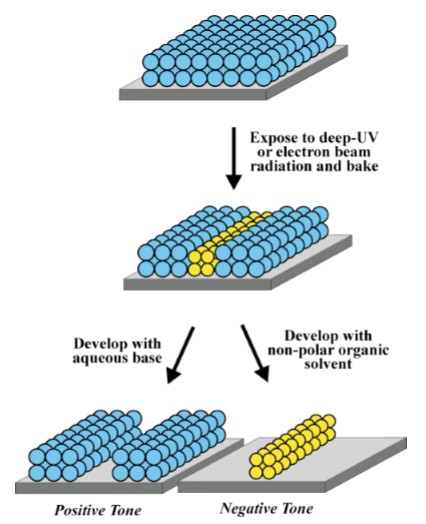 Expose to deep-UV
or electron beam
radiation and bake
Develop with
aqueous base
Develop with
non-polar organic
solvent
Positive Tone
Negative Tone